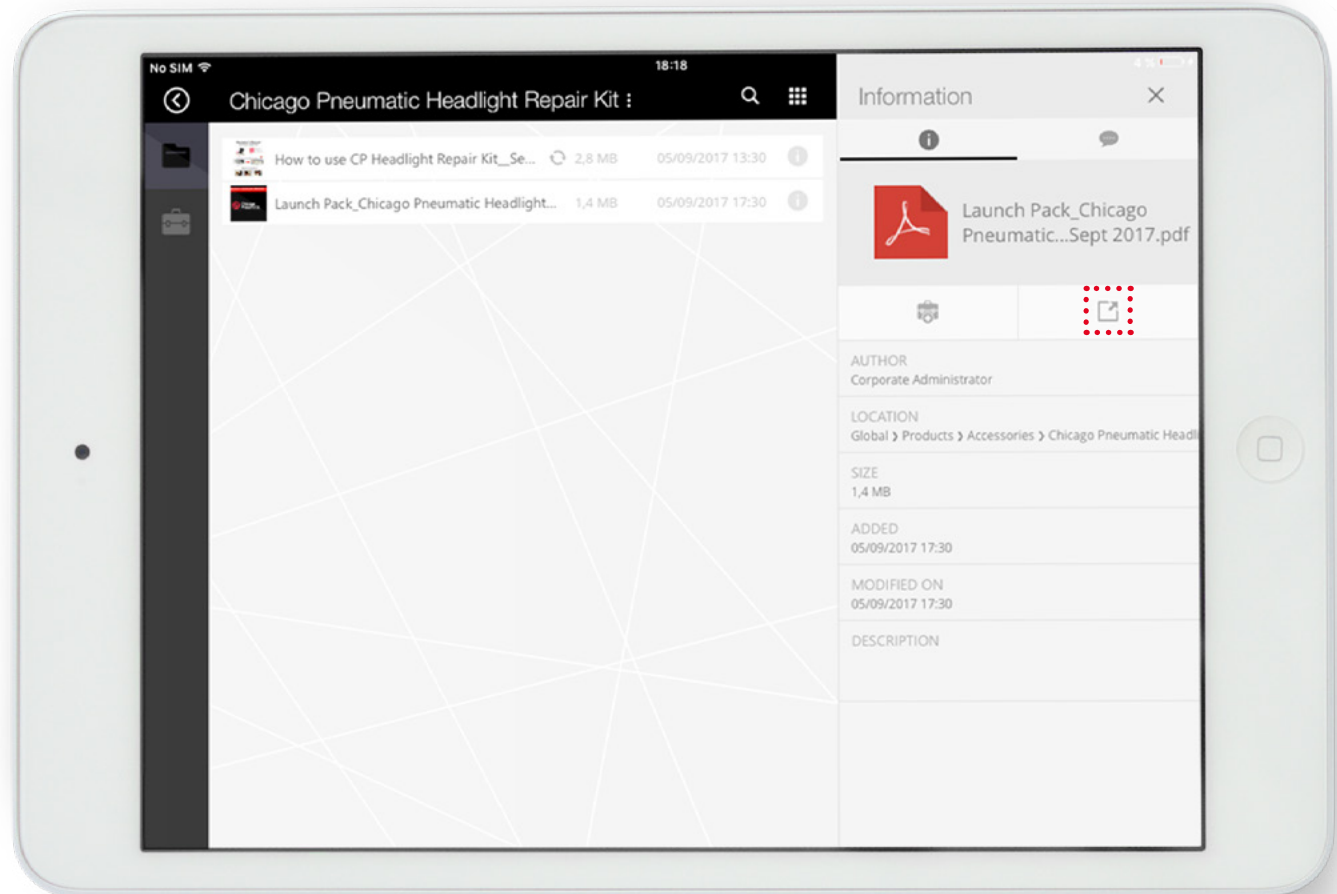 No SIM
18:18
4 %
Chicago Pneumatic Headlight Repair Kit
Information
How to use CP Headlight Repair Kit__Se... 2,8 MB 05/09/2017 13:30
Launch Pack_Chicago Pneumatic Headlight... 1,4 MB 05/09/2017 17:30
Launch Pack_Chicago
Pneumatic...Sept 2017.pdf
AUTHOR
Corporate Administrator
LOCATION
Global ❯ Products ❯ Accessories ❯ Chicago Pneumatic Headli
SIZE
1,4 MB
ADDED
05/09/2017 17:30
MODIFIED ON
05/09/2017 17:30
DESCRIPTION